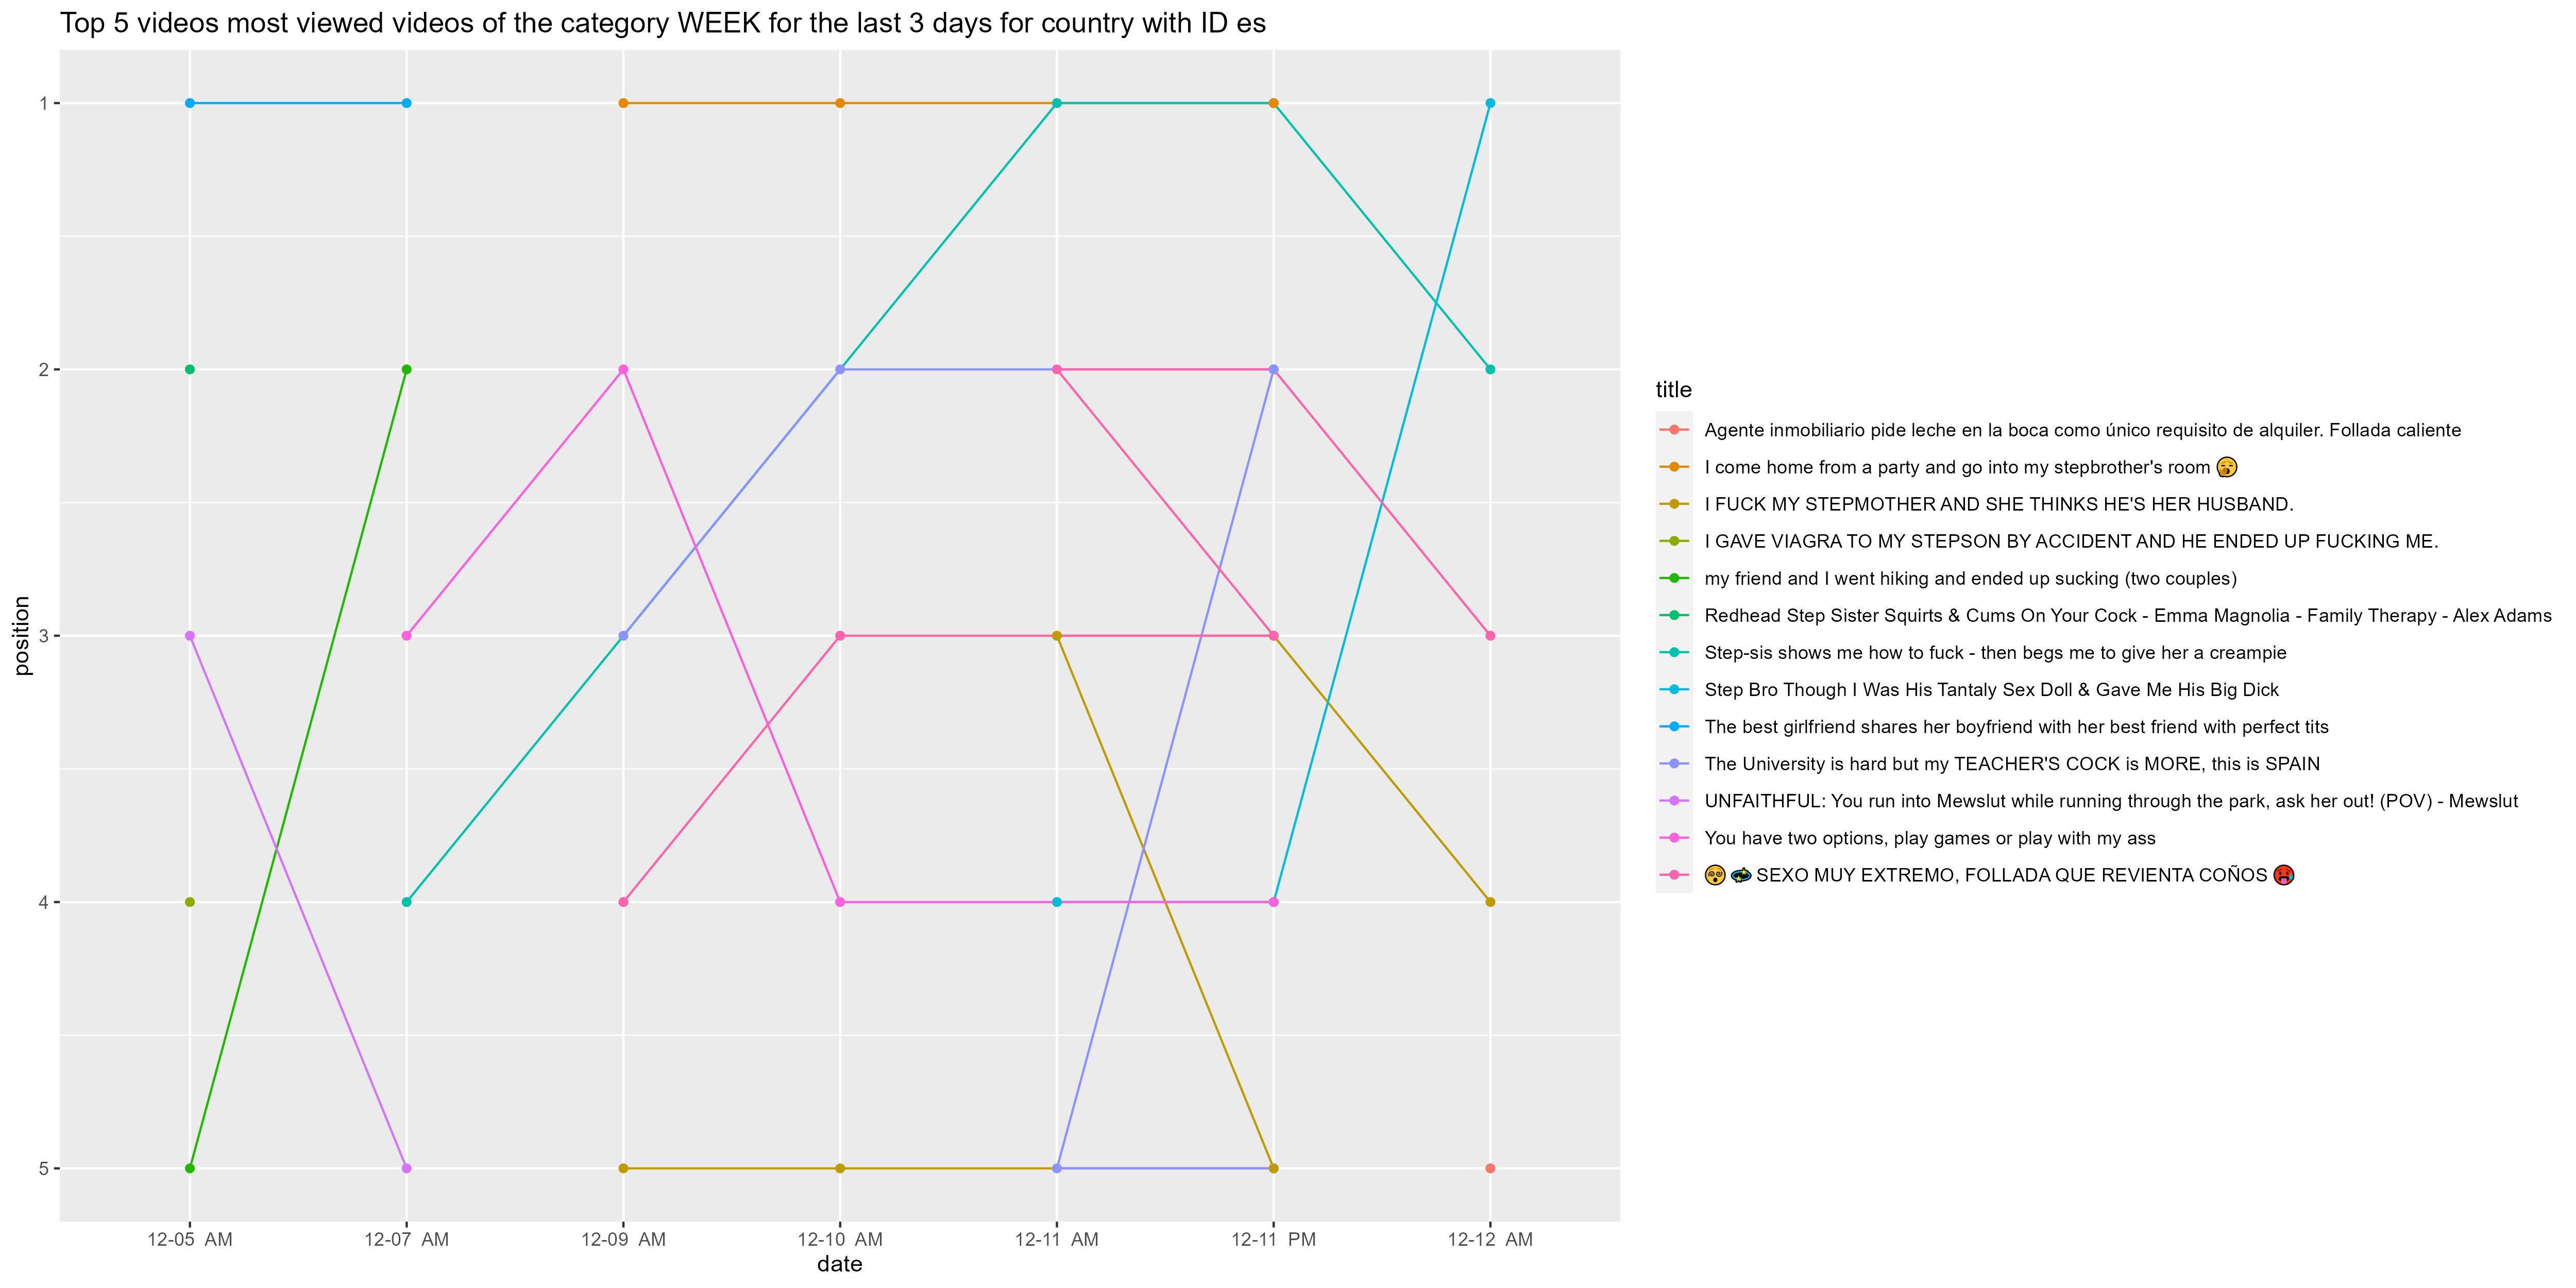 Top 5 videos most viewed videos of the category WEEK for the last 3 days for country with ID es
position
1
2
3
4
5
12-05 AM
12-07 AM
12-09 AM
12-10 AM
12-11 AM
12-11 PM
12-12 AM
date
title
Agente inmobiliario pide leche en la boca como único requisito de alquiler. Follada caliente
I come home from a party and go into my stepbrother's room 🥱
I FUCK MY STEPMOTHER AND SHE THINKS HE'S HER HUSBAND.
I GAVE VIAGRA TO MY STEPSON BY ACCIDENT AND HE ENDED UP FUCKING ME.
my friend and I went hiking and ended up sucking (two couples)
Redhead Step Sister Squirts & Cums On Your Cock - Emma Magnolia - Family Therapy - Alex Adams
Step-sis shows me how to fuck - then begs me to give her a creampie
Step Bro Though I Was His Tantaly Sex Doll & Gave Me His Big Dick
The best girlfriend shares her boyfriend with her best friend with perfect tits
The University is hard but my TEACHER'S COCK is MORE, this is SPAIN
UNFAITHFUL: You run into Mewslut while running through the park, ask her out! (POV) - Mewslut
You have two options, play games or play with my ass
😵‍💫 SEXO MUY EXTREMO, FOLLADA QUE REVIENTA COÑOS 🥵